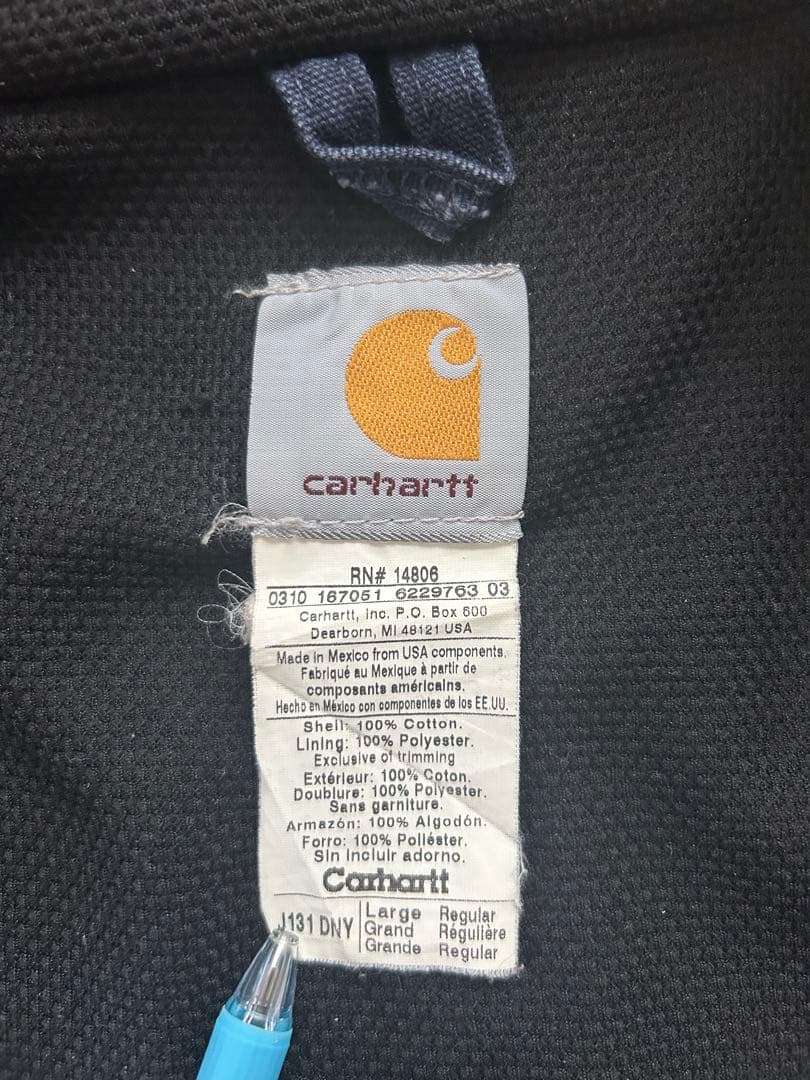 carhartt
RN# 14806
0310 167051 6229763 03
Carhartt, Inc. P.O. Box 600
Dearborn, MI 48121 USA
Made in Mexico from USA components.
Fabriqué au Mexique à partir de
composants américains.
Hecho en México con componentes de los EE.UU.
Shell: 100% Cotton.
Lining: 100% Polyester.
Exclusive of trimming
Extérieur: 100% Coton.
Doublure: 100% Polyester.
Sans garniture.
Armazón: 100% Algodón.
Forro: 100% Poliéster.
Sin incluir adorno.
Carhartt
J131 DNY
Large Regular
Grand Régulière
Grande Regular